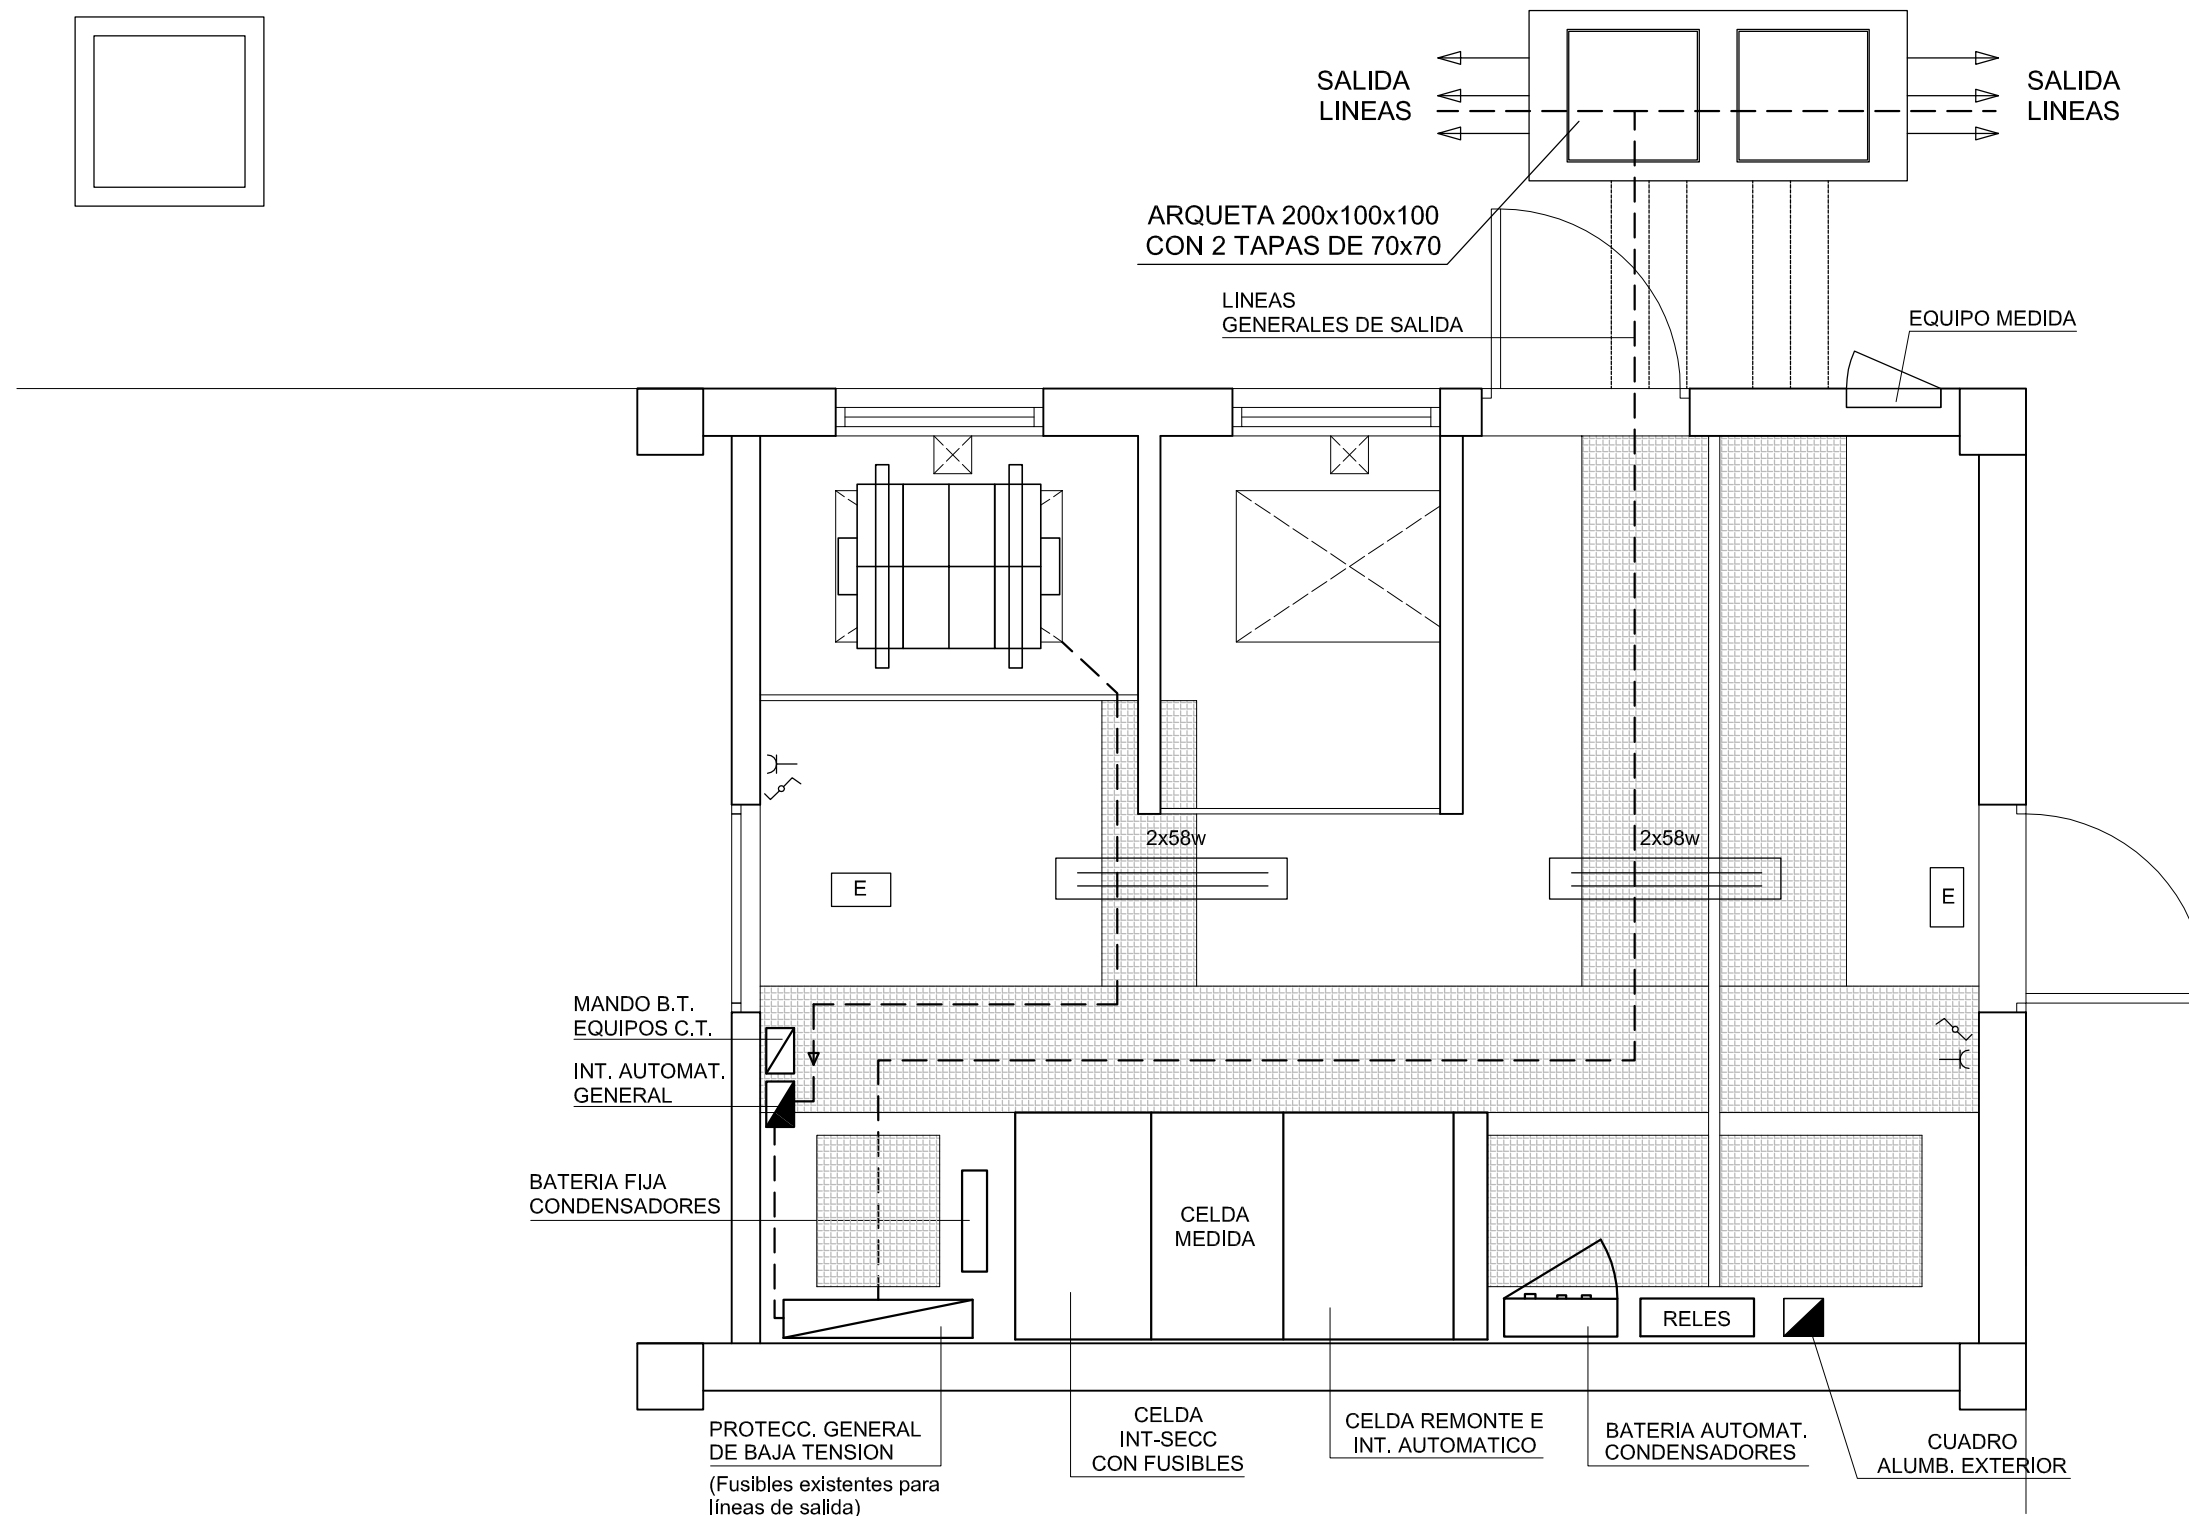 SALIDA
LINEAS
SALIDA
LINEAS
ARQUETA 200x100x100
CON 2 TAPAS DE 70x70
LINEAS
GENERALES DE SALIDA
EQUIPO MEDIDA
2x58w
2x58w
E
E
MANDO B.T.
EQUIPOS C.T.
INT. AUTOMAT.
GENERAL
BATERIA FIJA
CONDENSADORES
CELDA
MEDIDA
RELES
PROTECC. GENERAL
DE BAJA TENSION
(Fusibles existentes para
líneas de salida)
CELDA
INT-SECC
CON FUSIBLES
CELDA REMONTE E
INT. AUTOMATICO
BATERIA AUTOMAT.
CONDENSADORES
CUADRO
ALUMB. EXTERIOR